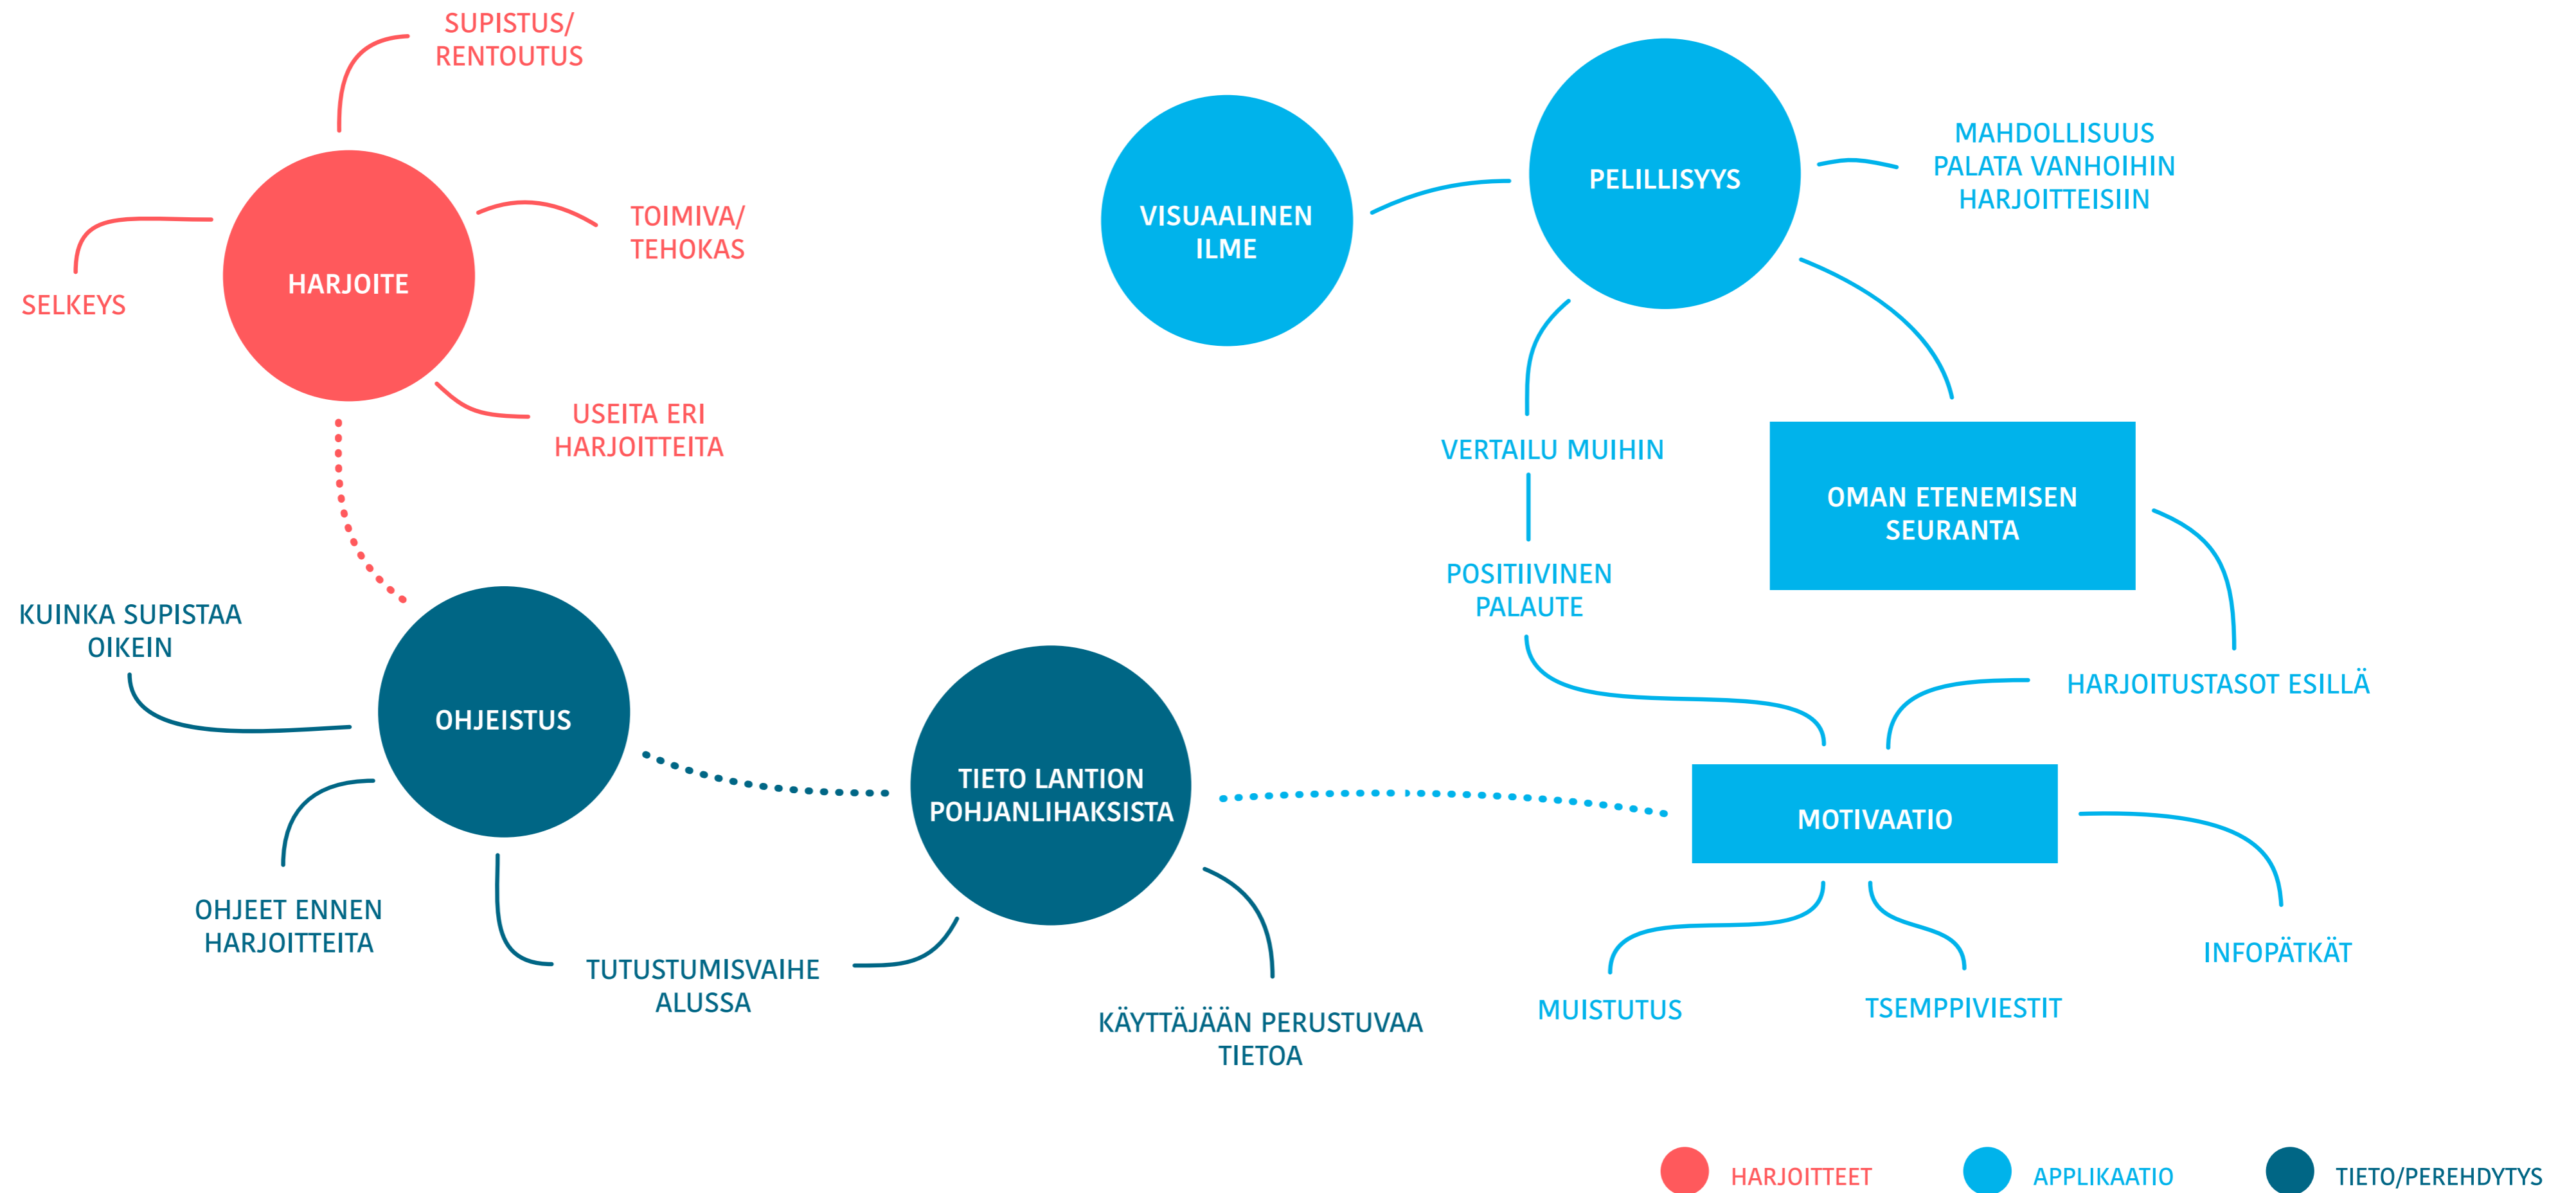 SUPISTUS/
RENTOUTUS
TOIMIVA/
TEHOKAS
HARJOITE
SELKEYS
USEITA ERI
HARJOITTEITA
VISUAALINEN
ILME
PELILLISYYS
MAHDOLLISUUS
PALATA VANHOIHIN
HARJOITTEISIIN
VERTAILU MUIHIN
OMAN ETENEMISEN
SEURANTA
POSITIIVINEN
PALAUTE
HARJOITUSTASOT ESILLÄ
KUINKA SUPISTAA
OIKEIN
OHJEISTUS
TIETO LANTION
POHJANLIHAKSISTA
MOTIVAATIO
OHJEET ENNEN
HARJOITTEITA
TUTUSTUMISVAIHE
ALUSSA
KÄYTTÄJÄÄN PERUSTUVAA
TIETOA
MUISTUTUS
TSEMPPIVIESTIT
INFOPÄTKÄT
HARJOITTEET
APPLIKAATIO
TIETO/PEREHDYTYS